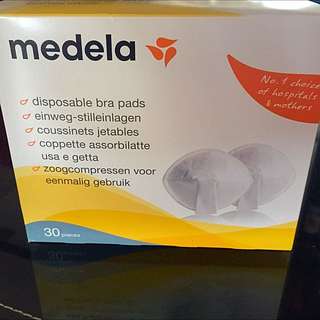 medela
No. 1 choice
of hospitals
& mothers
disposable bra pads
einweg-stilleinlagen
coussinets jetables
coppette assorbilatte
usa e getta
zoogcompressen voor
eenmalig gebruik
30 pieces